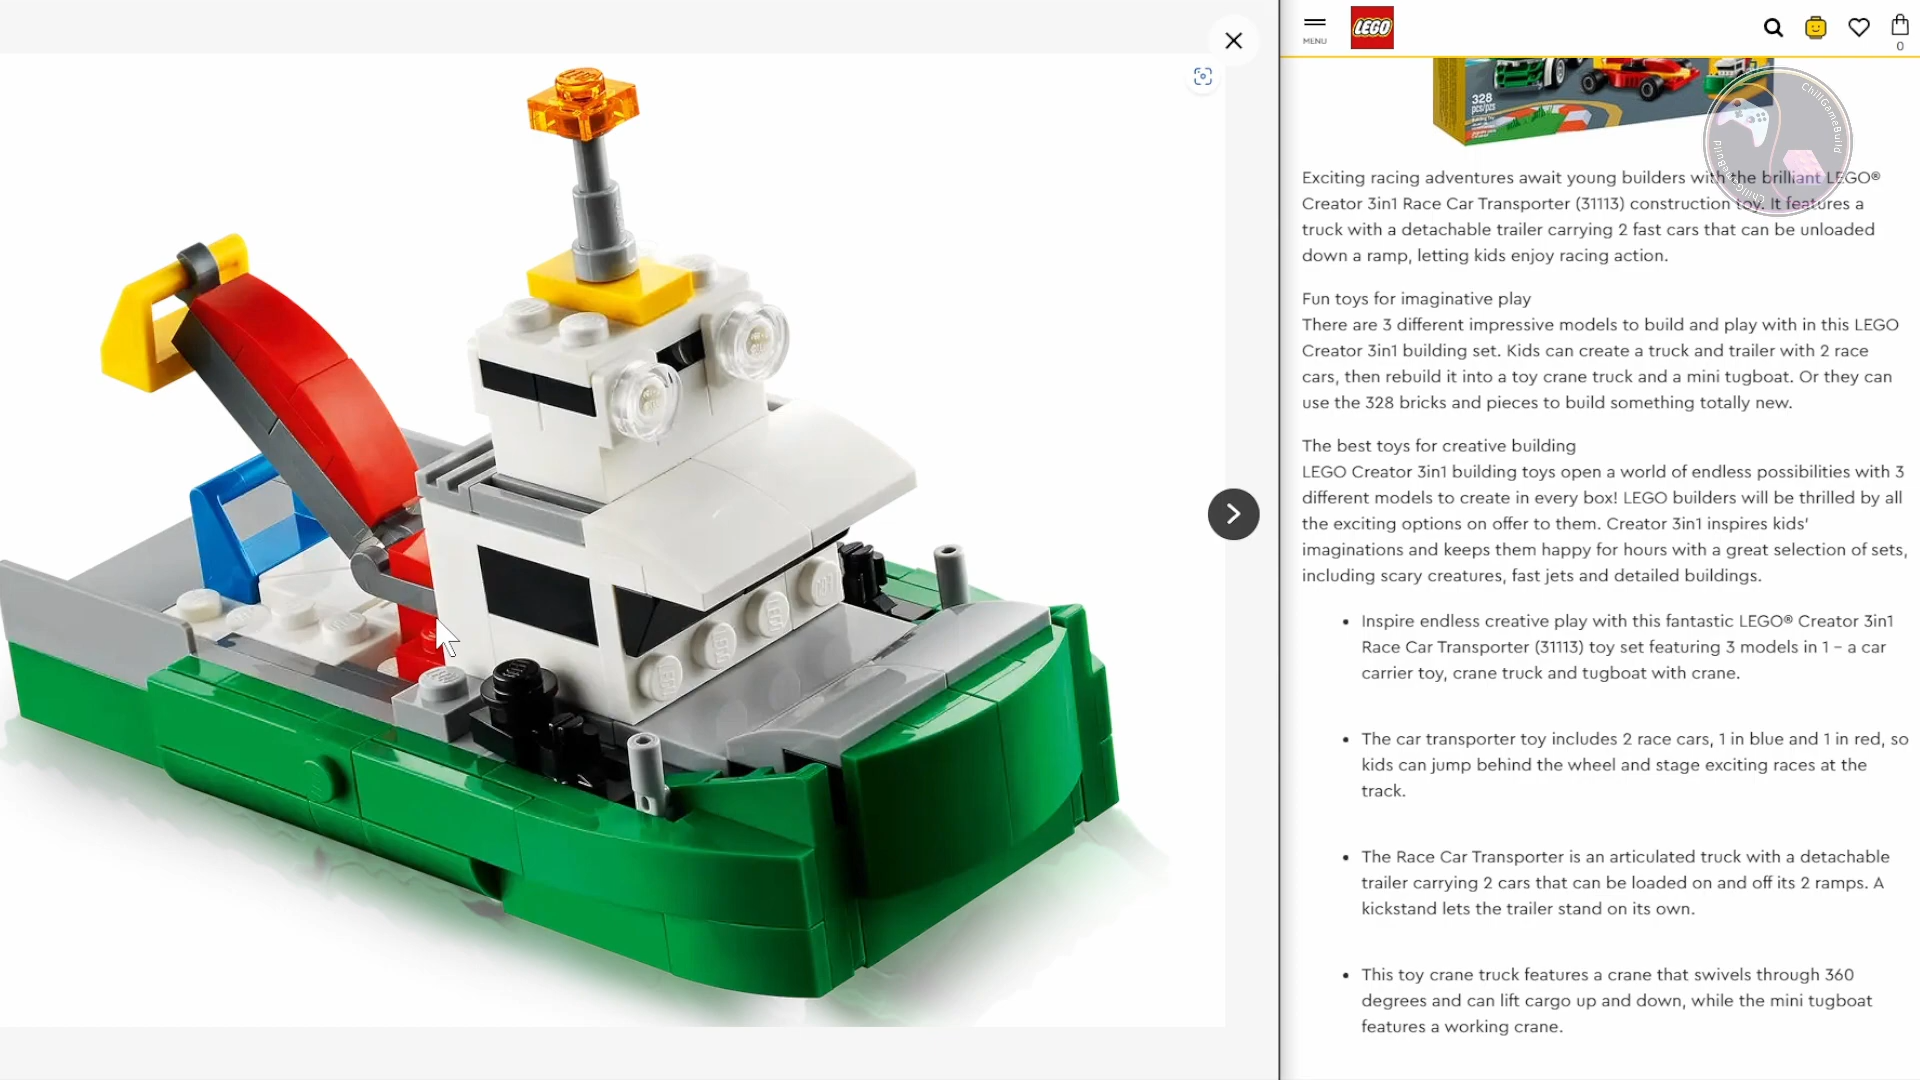 MENU
LEGO
0
328
pcs/pzs
ChillGameBuild
ChillGameBuild
Exciting racing adventures await young builders with the brilliant LEGO®
Creator 3in1 Race Car Transporter (31113) construction toy. It features a
truck with a detachable trailer carrying 2 fast cars that can be unloaded
down a ramp, letting kids enjoy racing action.
Fun toys for imaginative play
There are 3 different impressive models to build and play with in this LEGO
Creator 3in1 building set. Kids can create a truck and trailer with 2 race
cars, then rebuild it into a toy crane truck and a mini tugboat. Or they can
use the 328 bricks and pieces to build something totally new.
The best toys for creative building
LEGO Creator 3in1 building toys open a world of endless possibilities with 3
different models to create in every box! LEGO builders will be thrilled by all
the exciting options on offer to them. Creator 3in1 inspires kids'
imaginations and keeps them happy for hours with a great selection of sets,
including scary creatures, fast jets and detailed buildings.
• Inspire endless creative play with this fantastic LEGO® Creator 3in1
Race Car Transporter (31113) toy set featuring 3 models in 1 – a car
carrier toy, crane truck and tugboat with crane.
• The car transporter toy includes 2 race cars, 1 in blue and 1 in red, so
kids can jump behind the wheel and stage exciting races at the
track.
• The Race Car Transporter is an articulated truck with a detachable
trailer carrying 2 cars that can be loaded on and off its 2 ramps. A
kickstand lets the trailer stand on its own.
• This toy crane truck features a crane that swivels through 360
degrees and can lift cargo up and down, while the mini tugboat
features a working crane.